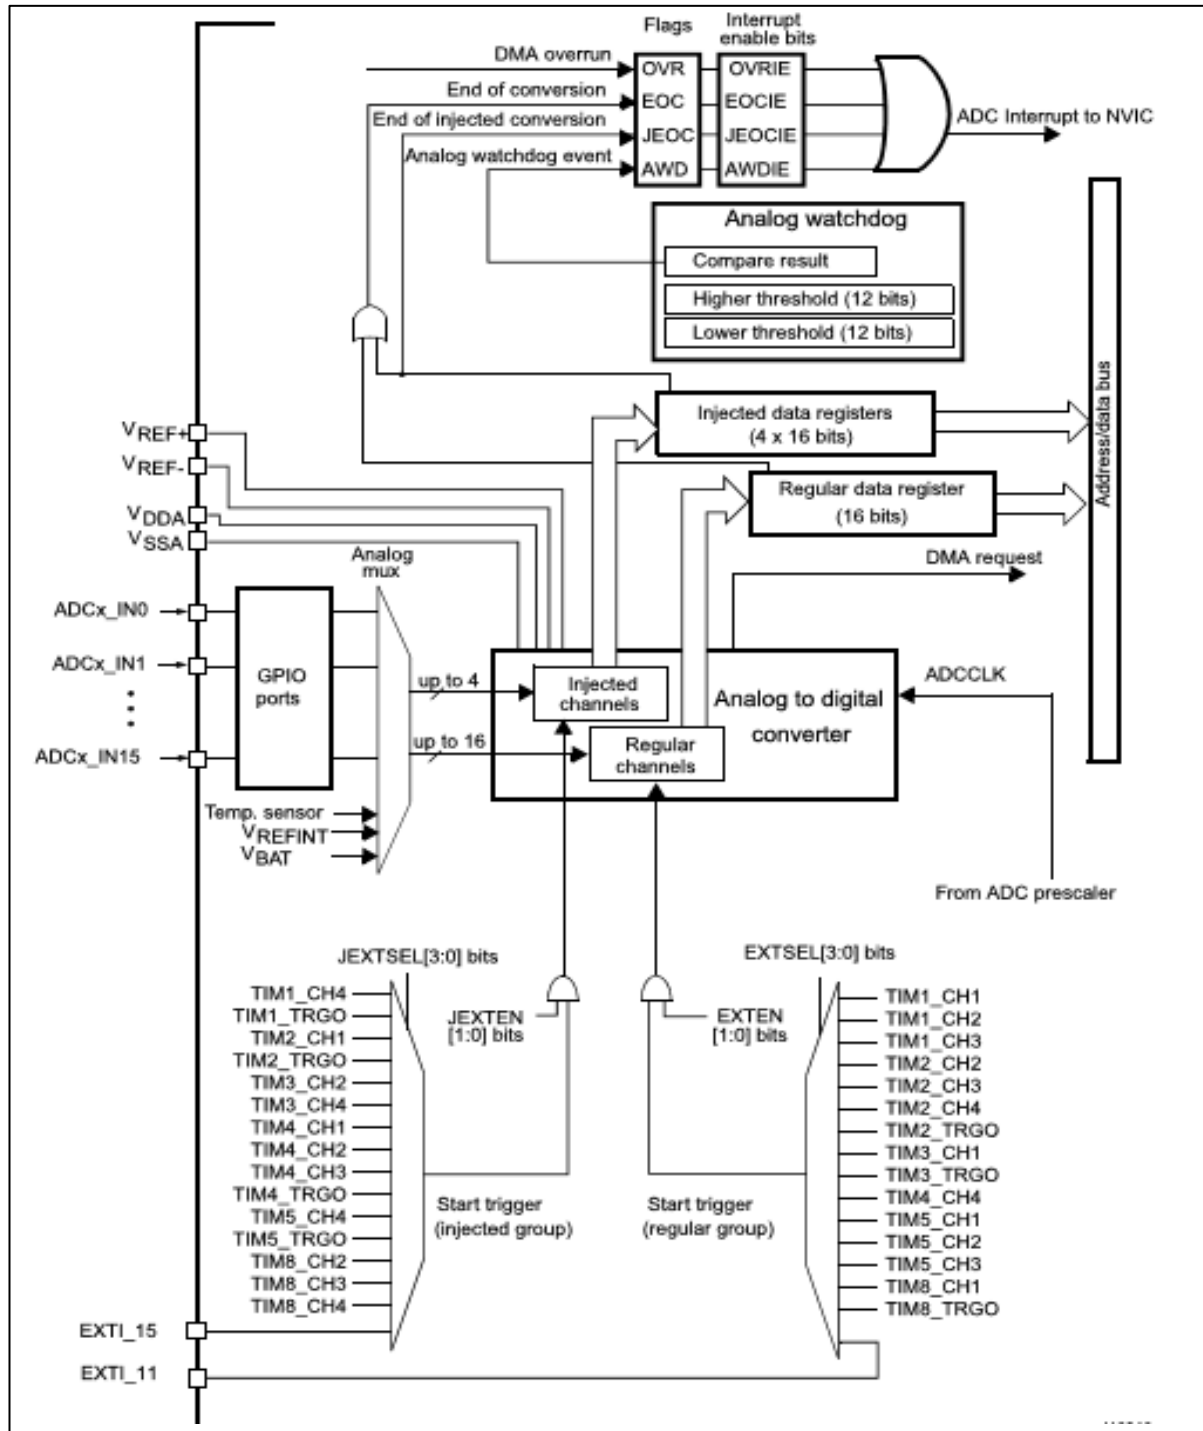 Flags
Interrupt
enable bits
DMA overrun
OVR
OVRIE
End of conversion
EOC
EOCIE
End of injected conversion
JEOC
JEOCIE
Analog watchdog event
AWD
AWDIE
ADC Interrupt to NVIC
Analog watchdog
Compare result
Higher threshold (12 bits)
Lower threshold (12 bits)
Address/data bus
Injected data registers
(4 x 16 bits)
Regular data register
(16 bits)
DMA request
VREF+
VREF-
VDDA
VSSA
Analog
mux
ADCx_IN0
ADCx_IN1
ADCx_IN15
GPIO
ports
up to 4
up to 16
Injected
channels
Regular
channels
Analog to digital
converter
ADCCLK
Temp. sensor
VREFINT
VBAT
From ADC prescaler
JEXTSEL[3:0] bits
EXTSEL[3:0] bits
JEXTEN
[1:0] bits
EXTEN
[1:0] bits
TIM1_CH4
TIM1_TRGO
TIM2_CH1
TIM2_TRGO
TIM3_CH2
TIM3_CH4
TIM4_CH1
TIM4_CH2
TIM4_CH3
TIM4_TRGO
TIM5_CH4
TIM5_TRGO
TIM8_CH2
TIM8_CH3
TIM8_CH4
Start trigger
(injected group)
Start trigger
(regular group)
TIM1_CH1
TIM1_CH2
TIM1_CH3
TIM2_CH2
TIM2_CH3
TIM2_CH4
TIM2_TRGO
TIM3_CH1
TIM3_TRGO
TIM4_CH4
TIM5_CH1
TIM5_CH2
TIM5_CH3
TIM8_CH1
TIM8_TRGO
EXTI_15
EXTI_11